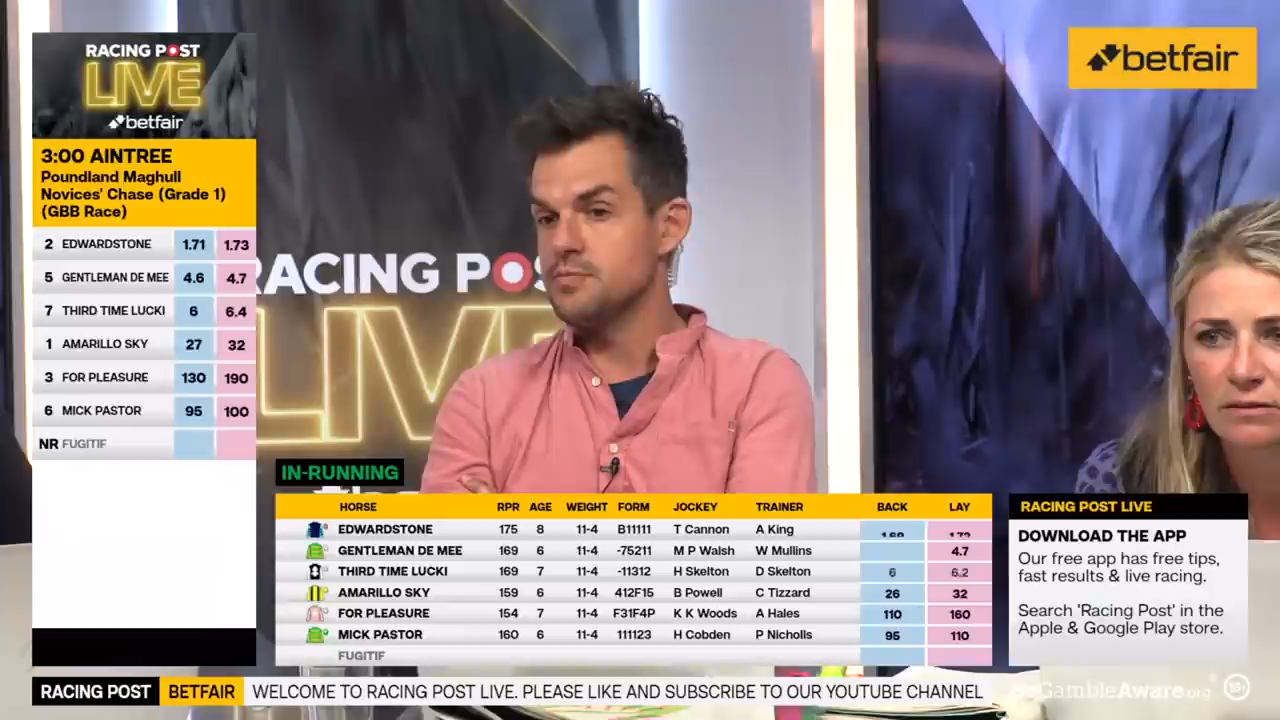 RACING POST
LIVE
betfair
3:00 AINTREE
Poundland Maghull
Novices' Chase (Grade 1)
(GBB Race)
2 EDWARDSTONE 1.71 1.73
5 GENTLEMAN DE MEE 4.6 4.7
7 THIRD TIME LUCKI 6 6.4
1 AMARILLO SKY 27 32
3 FOR PLEASURE 130 190
6 MICK PASTOR 95 100
NR FUGITIF
betfair
RACING POS
LIVE
IN-RUNNING
HORSE RPR AGE WEIGHT FORM JOCKEY TRAINER BACK LAY
EDWARDSTONE 175 8 11-4 B11111 T Cannon A King
GENTLEMAN DE MEE 169 6 11-4 -75211 M P Walsh W Mullins 4.7
THIRD TIME LUCKI 169 7 11-4 -11312 H Skelton D Skelton 6 6.2
AMARILLO SKY 159 6 11-4 412F15 B Powell C Tizzard 26 32
FOR PLEASURE 154 7 11-4 F31F4P K K Woods A Hales 110 160
MICK PASTOR 160 6 11-4 111123 H Cobden P Nicholls 95 110
FUGITIF
RACING POST LIVE
DOWNLOAD THE APP
Our free app has free tips,
fast results & live racing.
Search 'Racing Post' in the
Apple & Google Play store.
RACING POST BETFAIR WELCOME TO RACING POST LIVE. PLEASE LIKE AND SUBSCRIBE TO OUR YOUTUBE CHANNEL
BeGambleAware.org 18+